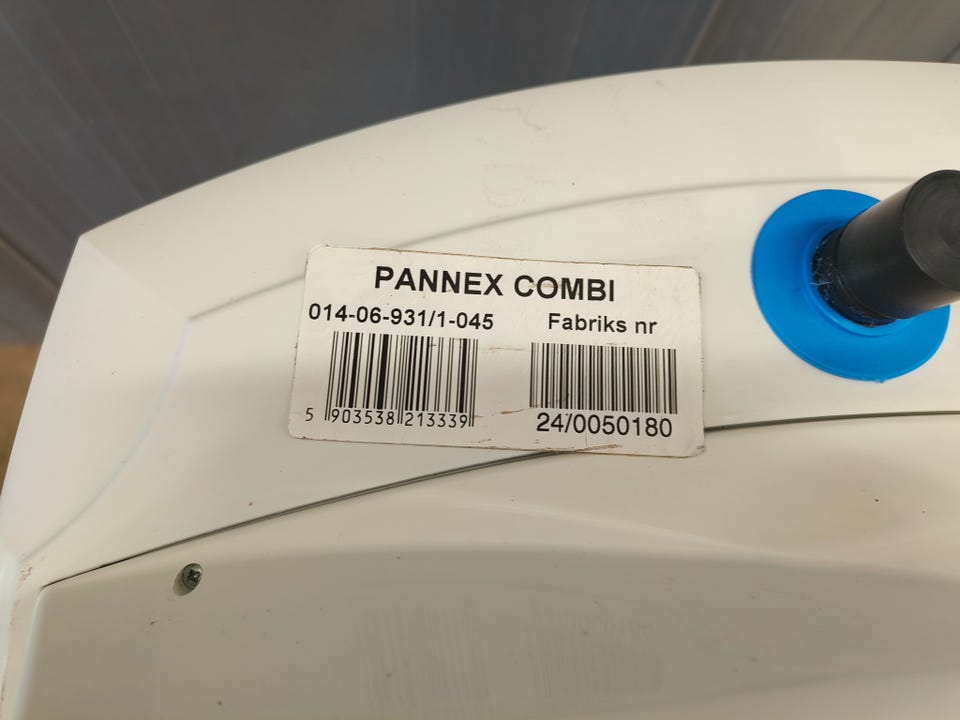 PANNEX COMBI
014-06-931/1-045 Fabriks nr
5 903538 213339 24/0050180